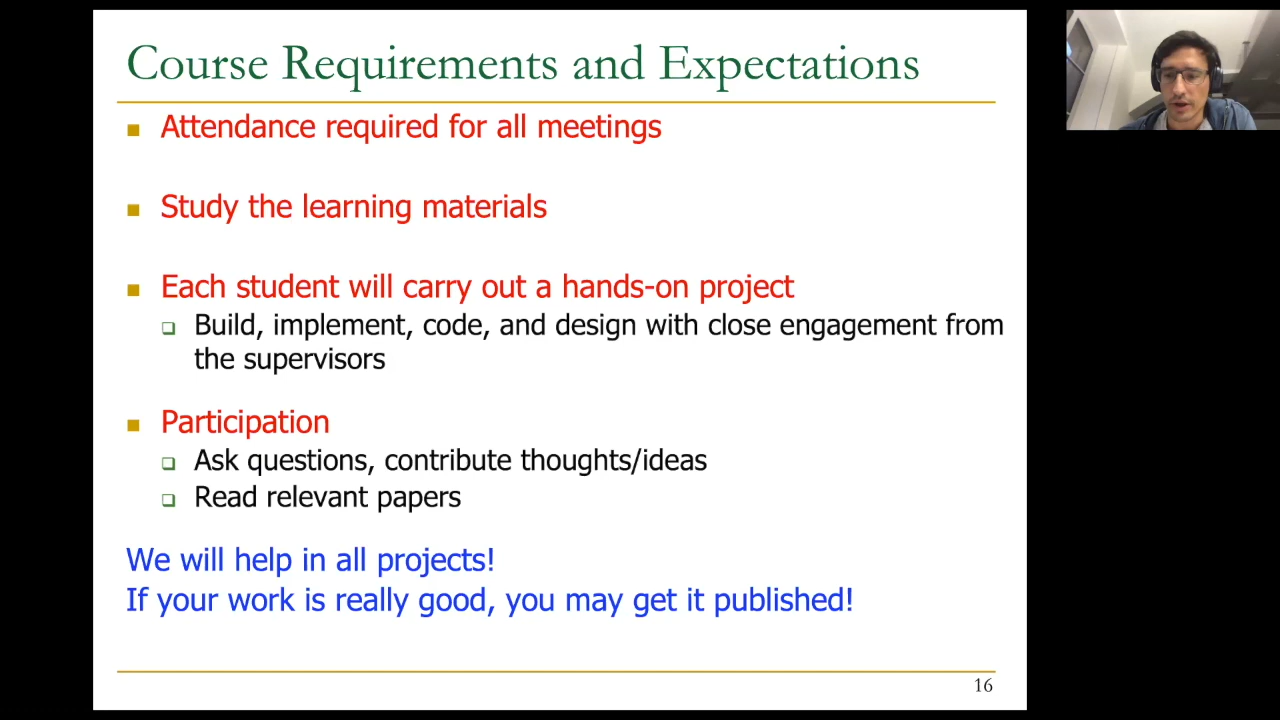 Course Requirements and Expectations
Attendance required for all meetings
Study the learning materials
Each student will carry out a hands-on project
Build, implement, code, and design with close engagement from
the supervisors
Participation
Ask questions, contribute thoughts/ideas
Read relevant papers
We will help in all projects!
If your work is really good, you may get it published!
16